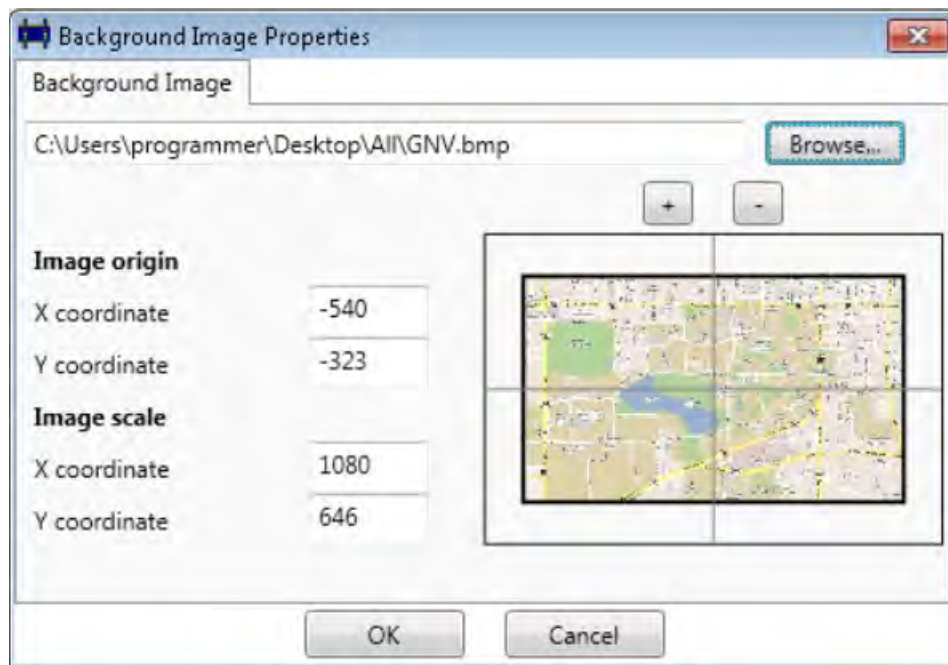 Background Image Properties
Background Image
C:\Users\programmer\Desktop\All\GNV.bmp
Browse...
+ -
Image origin
X coordinate -540
Y coordinate -323
Image scale
X coordinate 1080
Y coordinate 646
OK Cancel